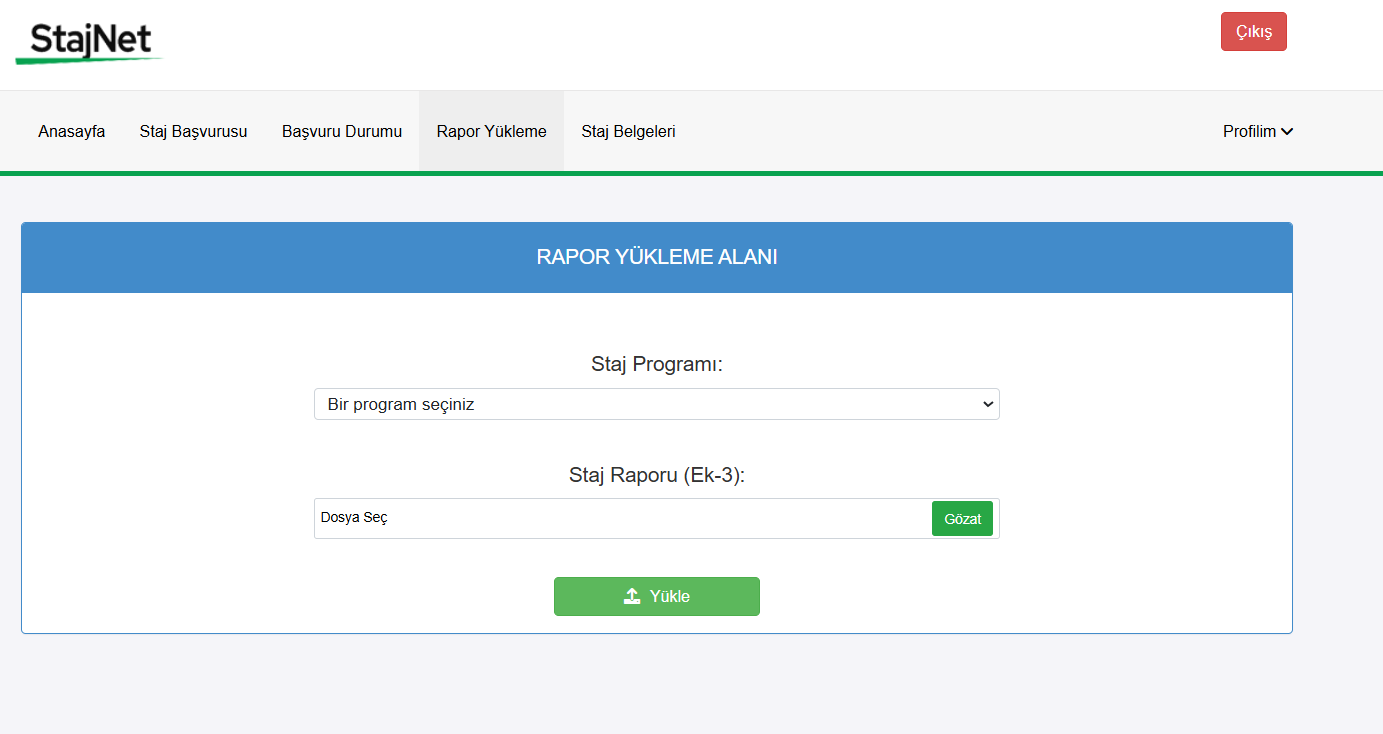 StajNet
Çıkış
Anasayfa Staj Başvurusu Başvuru Durumu Rapor Yükleme Staj Belgeleri Profilim
RAPOR YÜKLEME ALANI
Staj Programı:
Bir program seçiniz
Staj Raporu (Ek-3):
Dosya Seç Gözat
Yükle